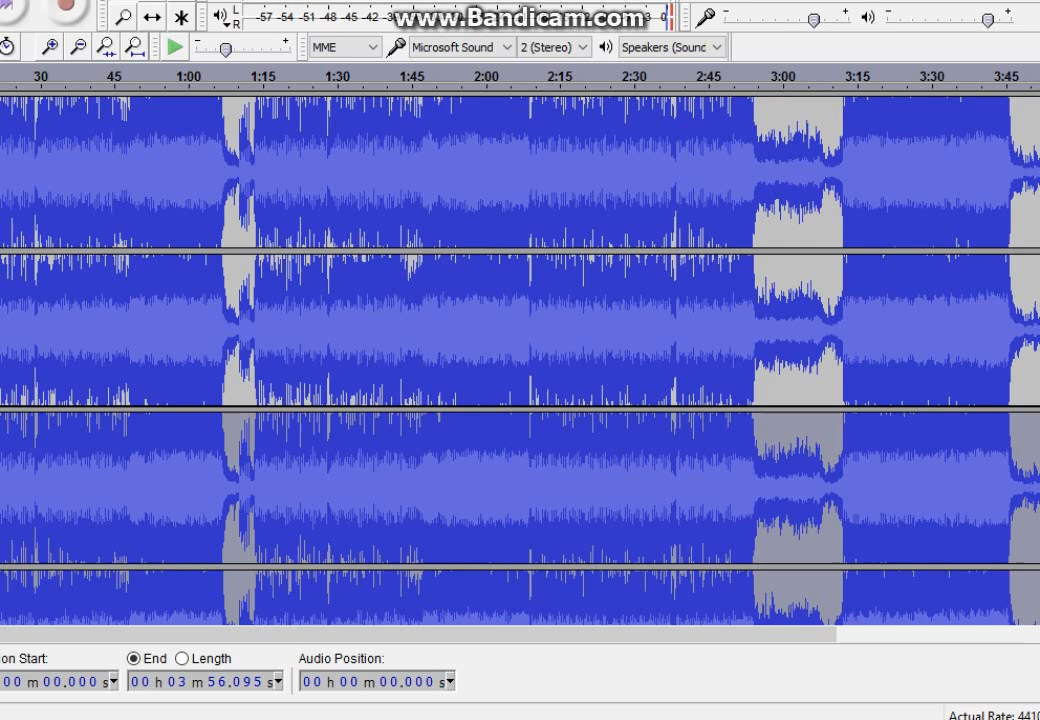 www.Bandicam.com
L
R
-57 -54 -51 -48 -45 -42 -3
0
MME
Microsoft Sound
2 (Stereo)
Speakers (Sound
30 45 1:00 1:15 1:30 1:45 2:00 2:15 2:30 2:45 3:00 3:15 3:30 3:45
on Start:
End
Length
Audio Position:
00 m 00.000 s
00 h 03 m 56.095 s
00 h 00 m 00.000 s
Actual Rate: 4410